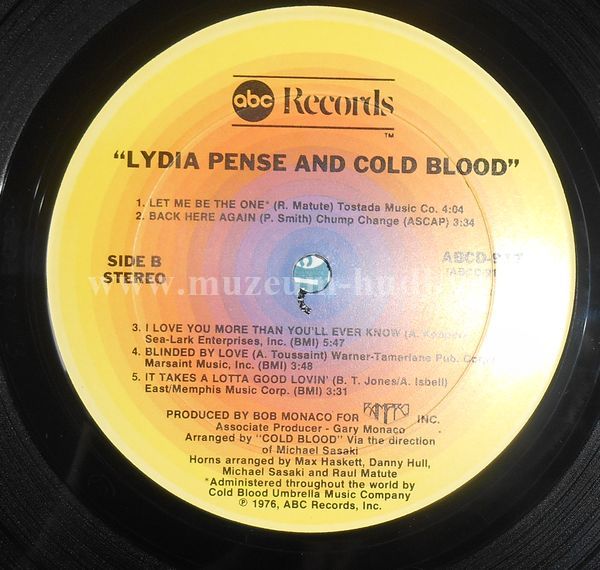 abc Records
TM
"LYDIA PENSE AND COLD BLOOD"
1. LET ME BE THE ONE* (R. Matute) Tostada Music Co. 4:04
2. BACK HERE AGAIN (P. Smith) Chump Change (ASCAP) 3:34
SIDE B
STEREO
www.muzeum-hudby
3. I LOVE YOU MORE THAN YOU'LL EVER KNOW (A.
Sea-Lark Enterprises, Inc. (BMI) 5:47
4. BLINDED BY LOVE (A. Toussaint) Warner-Tamerlane Pub. Corp./
Marsaint Music, Inc. (BMI) 3:48
5. IT TAKES A LOTTA GOOD LOVIN' (B. T. Jones/A. Isbell)
East/Memphis Music Corp. (BMI) 3:31
PRODUCED BY BOB MONACO FOR INC.
Associate Producer - Gary Monaco
Arranged by "COLD BLOOD" Via the direction
of Michael Sasaki
Horns arranged by Max Haskett, Danny Hull,
Michael Sasaki and Raul Matute
*Administered throughout the world by
Cold Blood Umbrella Music Company
℗ 1976, ABC Records, Inc.